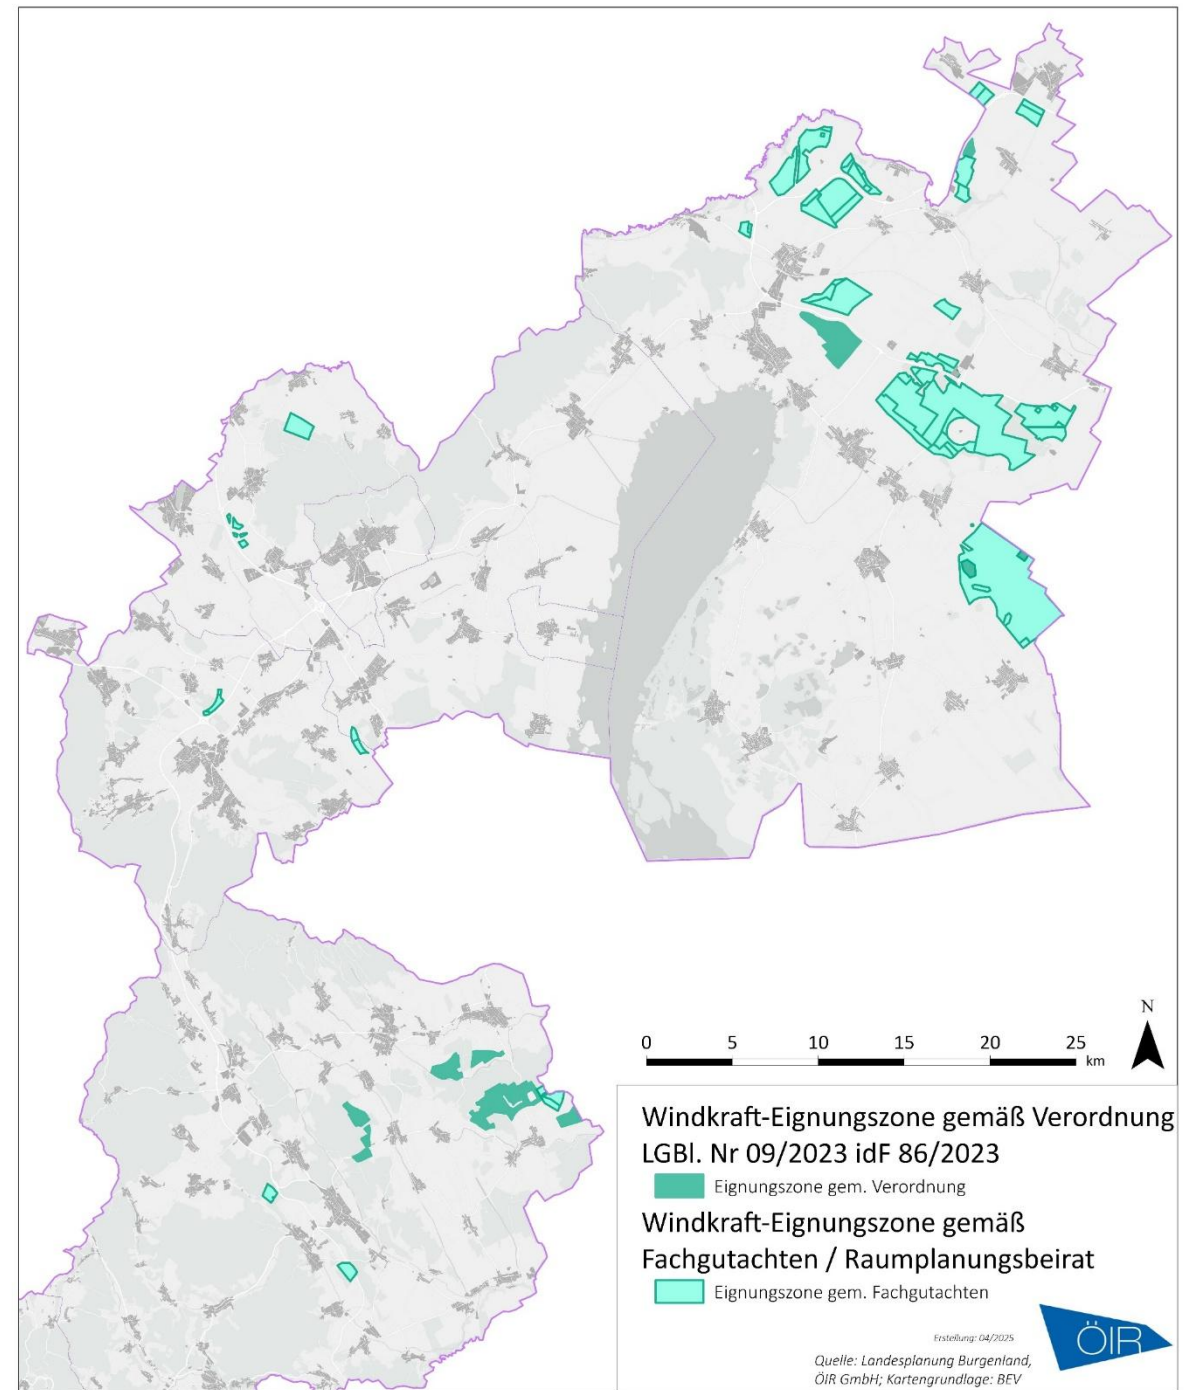 N
0 5 10 15 20 25
km
Windkraft-Eignungszone gemäß Verordnung
LGBl. Nr 09/2023 idF 86/2023
Eignungszone gem. Verordnung
Windkraft-Eignungszone gemäß
Fachgutachten / Raumplanungsbeirat
Eignungszone gem. Fachgutachten
Erstellung: 04/2025
Quelle: Landesplanung Burgenland,
ÖIR GmbH; Kartengrundlage: BEV
ÖIR